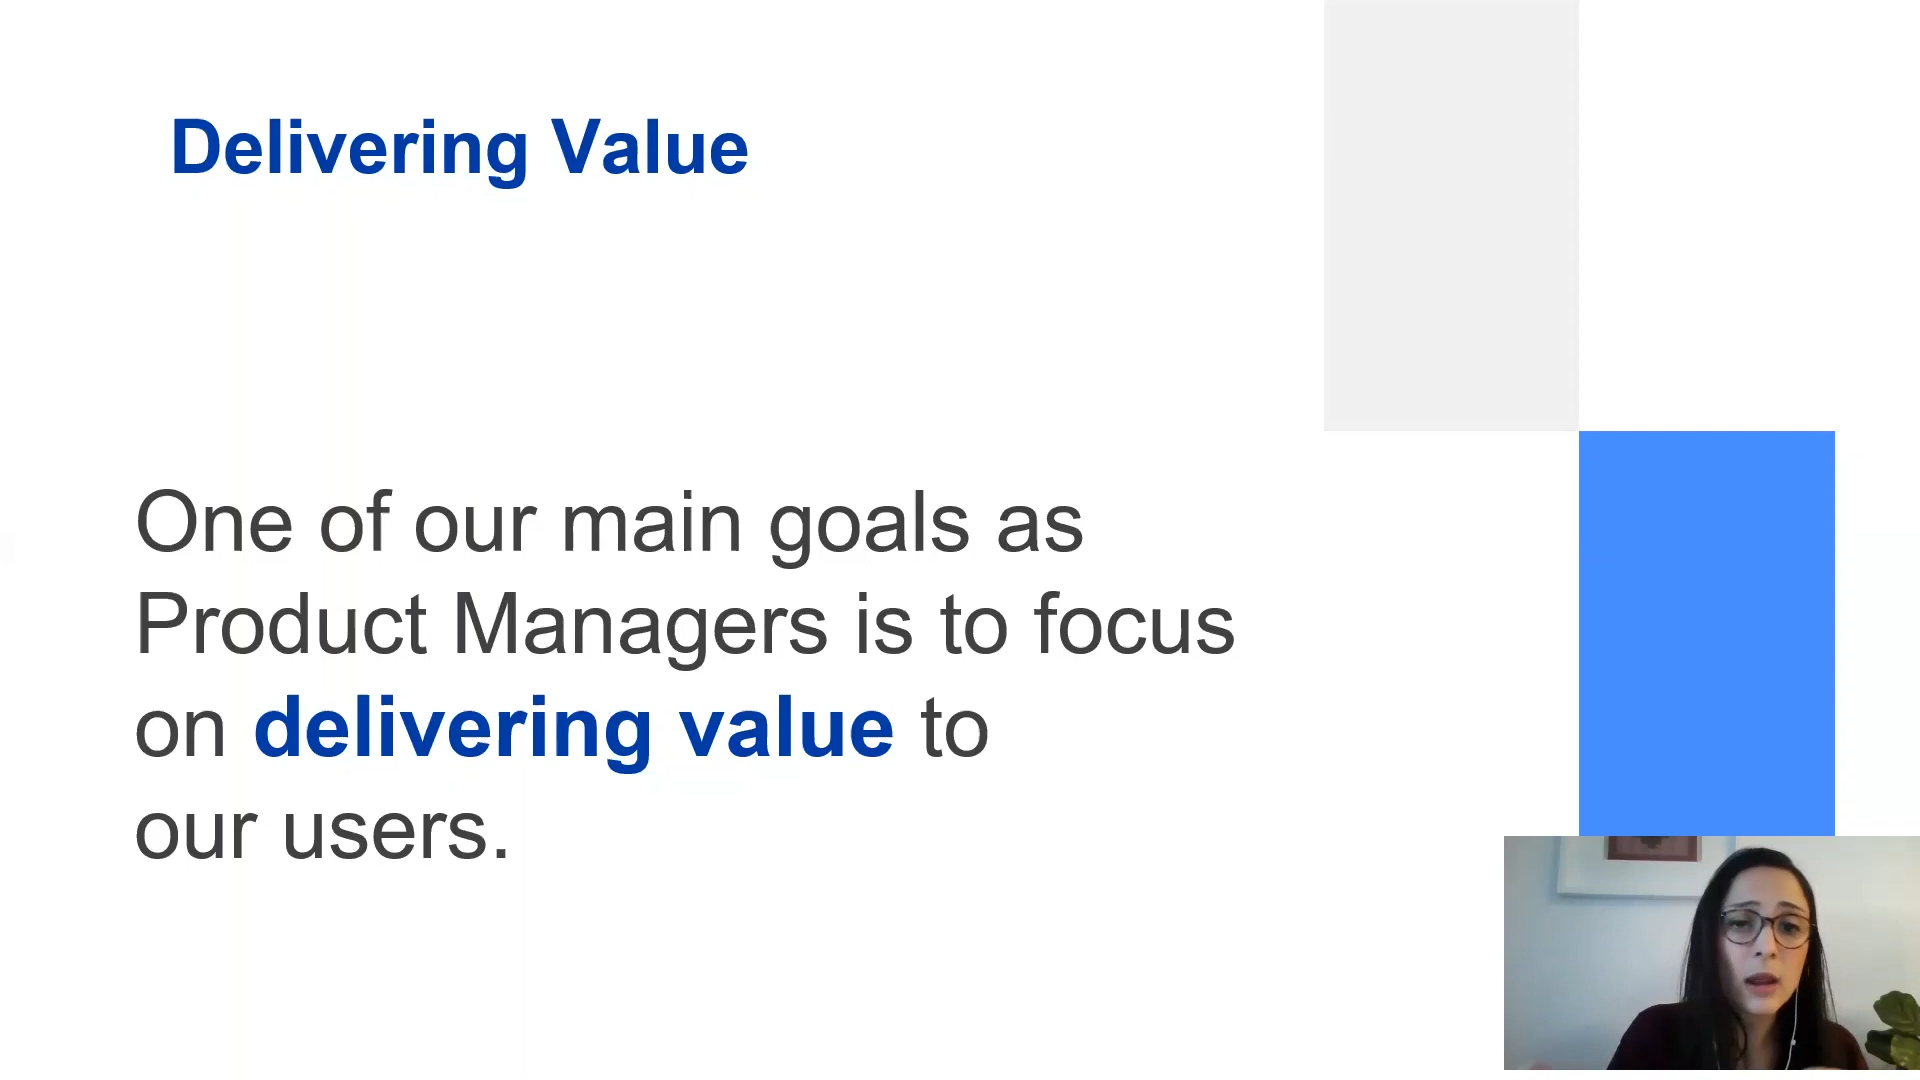 Delivering Value
One of our main goals as
Product Managers is to focus
on delivering value to
our users.